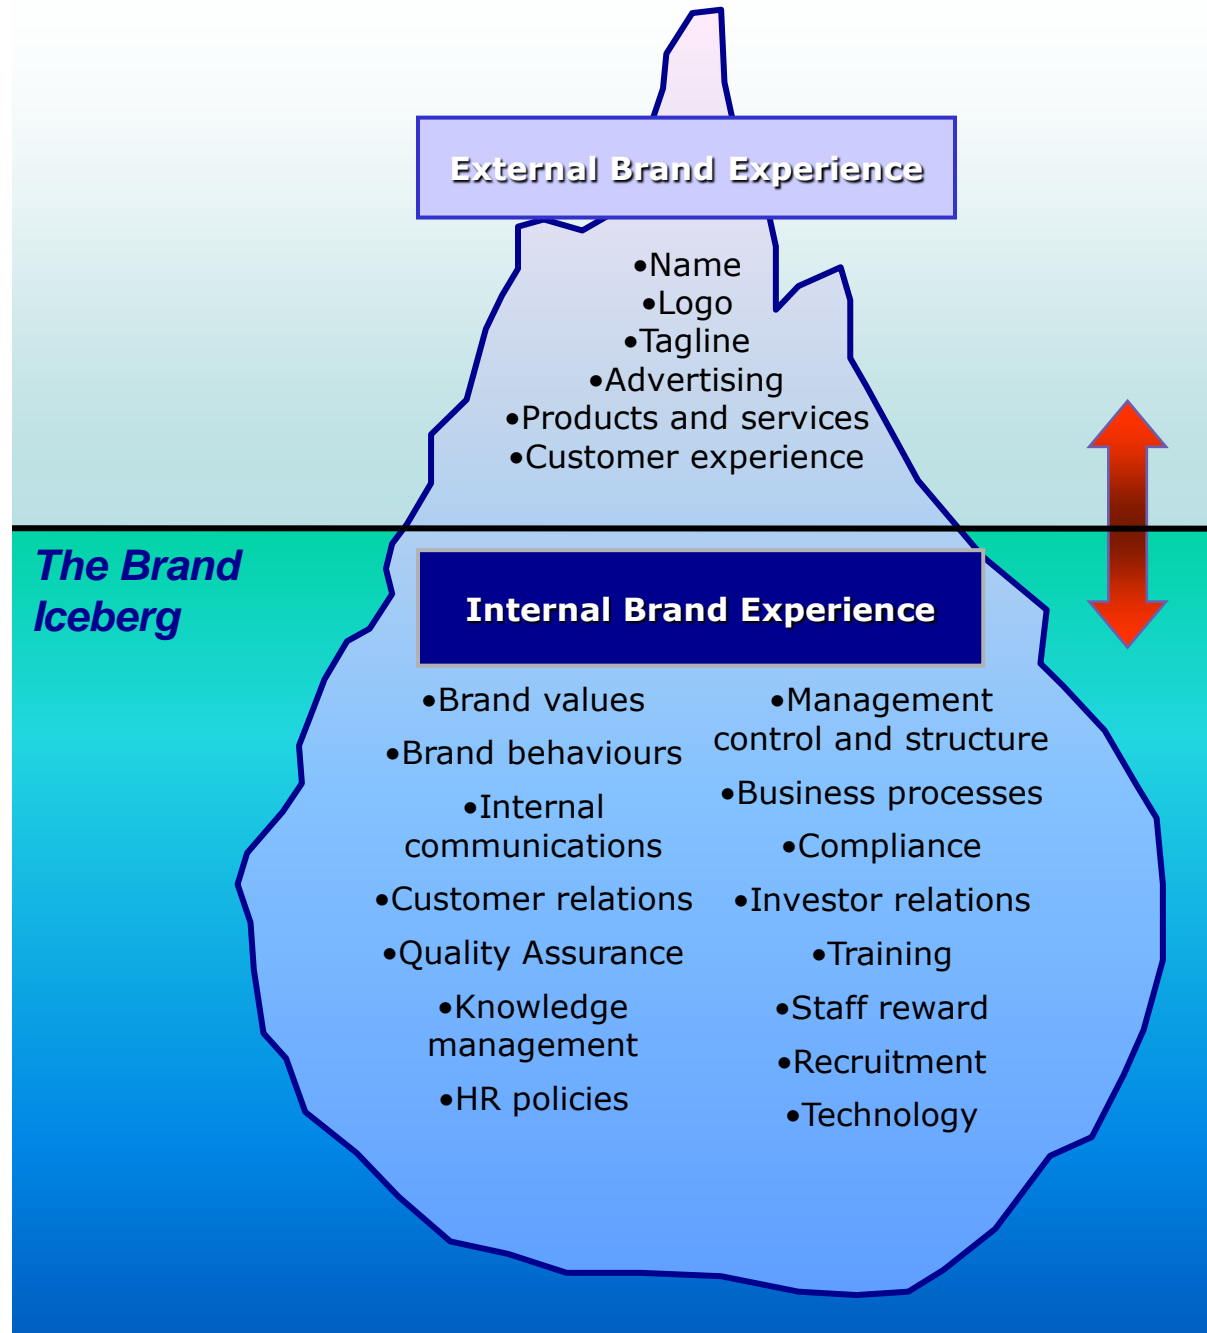 External Brand Experience
•Name
•Logo
•Tagline
•Advertising
•Products and services
•Customer experience
The Brand
Iceberg
Internal Brand Experience
•Brand values
•Brand behaviours
•Internal
communications
•Customer relations
•Quality Assurance
•Knowledge
management
•HR policies
•Management
control and structure
•Business processes
•Compliance
•Investor relations
•Training
•Staff reward
•Recruitment
•Technology